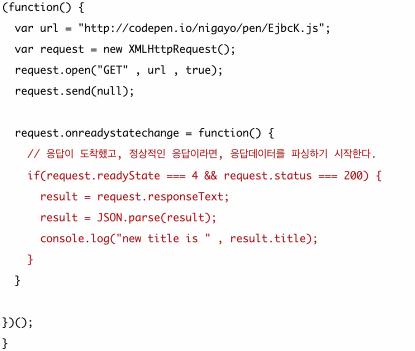 (function() {
var url = "http://codepen.io/nigayo/pen/EjbcK.js";
var request = new XMLHttpRequest();
request.open("GET" , url , true);
request.send(null);
request.onreadystatechange = function() {
// 응답이 도착했고, 정상적인 응답이라면, 응답데이터를 파싱하기 시작한다.
if(request.readyState === 4 && request.status === 200) {
result = request.responseText;
result = JSON.parse(result);
console.log("new title is " , result.title);
}
}
})();
}